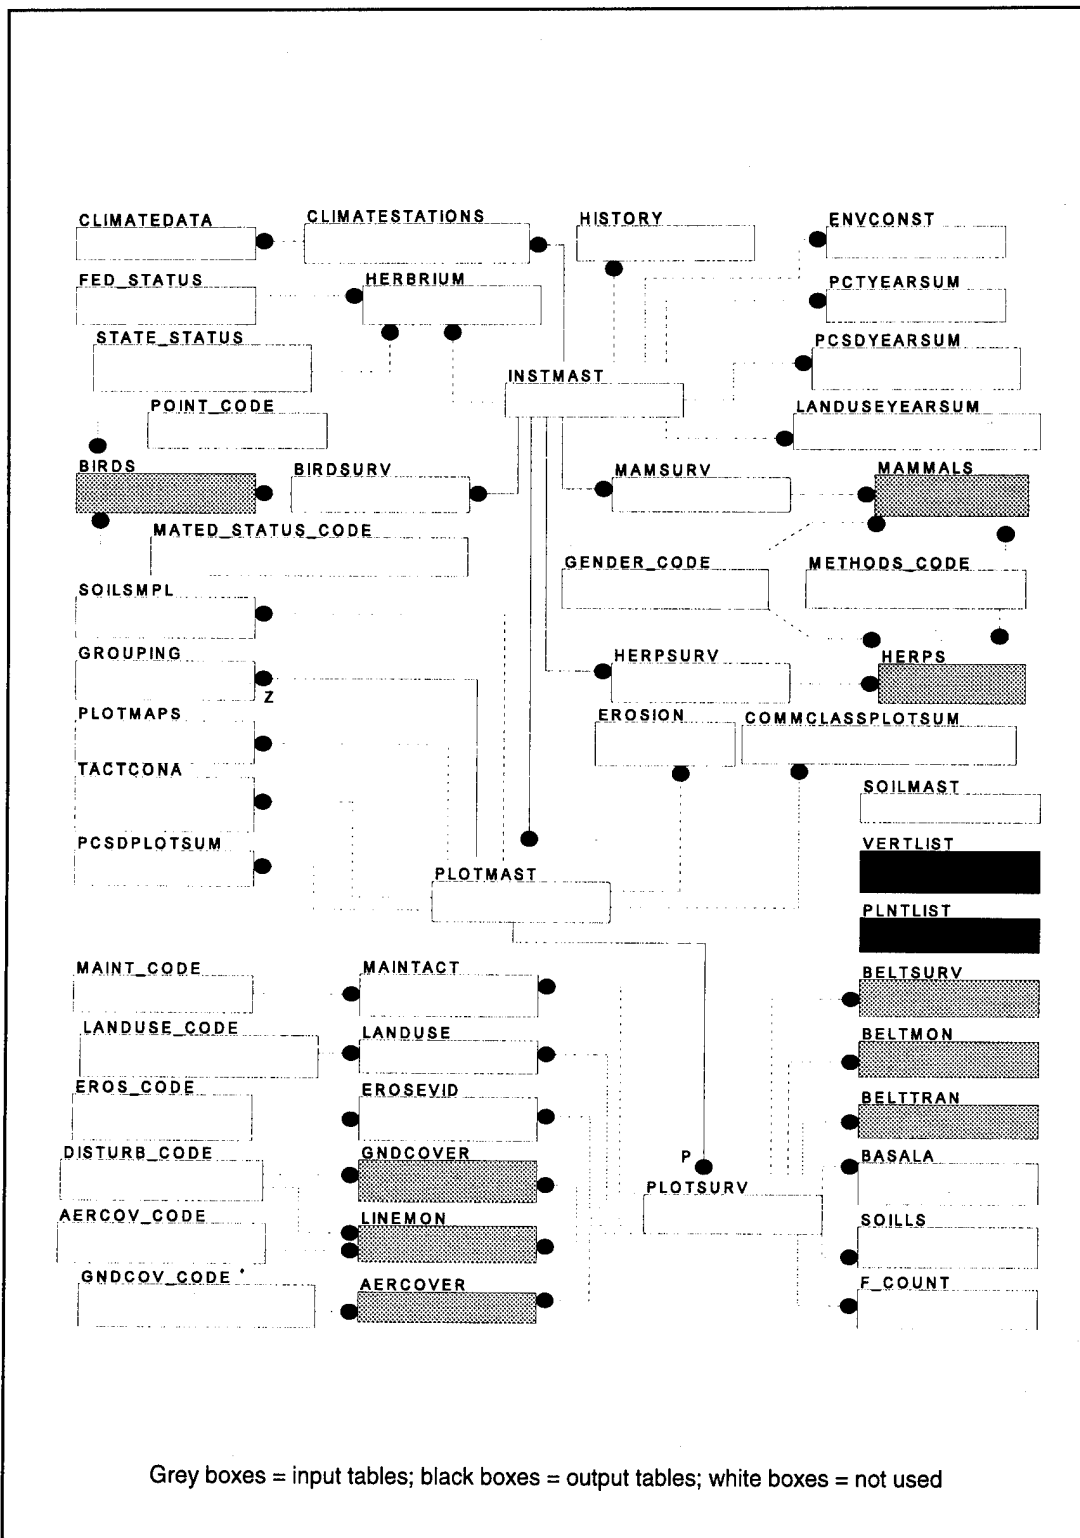 CLIMATEDATA
CLIMATESTATIONS
HISTORY
ENVCONST
FED_STATUS
HERBRIUM
PCTYEARSUM
STATE_STATUS
PCSDYEARSUM
INSTMAST
POINT_CODE
LANDUSEYEARSUM
BIRDS
BIRDSURV
MAMSURV
MAMMALS
MATED_STATUS_CODE
GENDER_CODE
METHODS_CODE
SOILSMPL
GROUPING
HERPSURV
HERPS
Z
PLOTMAPS
EROSION
COMMCLASSPLOTSUM
TACTCONA
SOILMAST
PCSDPLOTSUM
VERTLIST
PLOTMAST
PLNTLIST
MAINT_CODE
MAINTACT
BELTSURV
LANDUSE_CODE
LANDUSE
BELTMON
EROS_CODE
EROSEVID
BELTTRAN
DISTURB_CODE
GNDCOVER
P
BASALA
PLOTSURV
AERCOV_CODE
LINEMON
SOILLS
GNDCOV_CODE
AERCOVER
F_COUNT
Grey boxes = input tables; black boxes = output tables; white boxes = not used